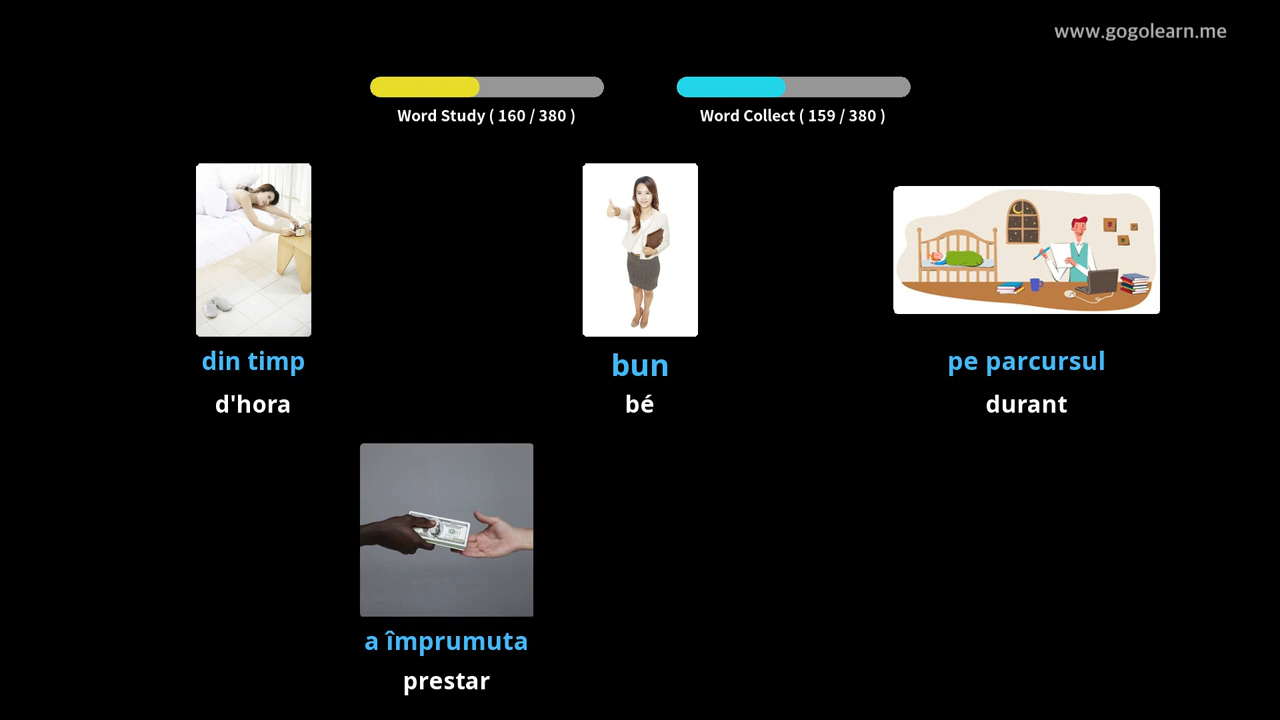 www.gogolearn.me
Word Study ( 160 / 380 )
Word Collect ( 159 / 380 )
din timp
d'hora
bun
bé
pe parcursul
durant
a împrumuta
prestar